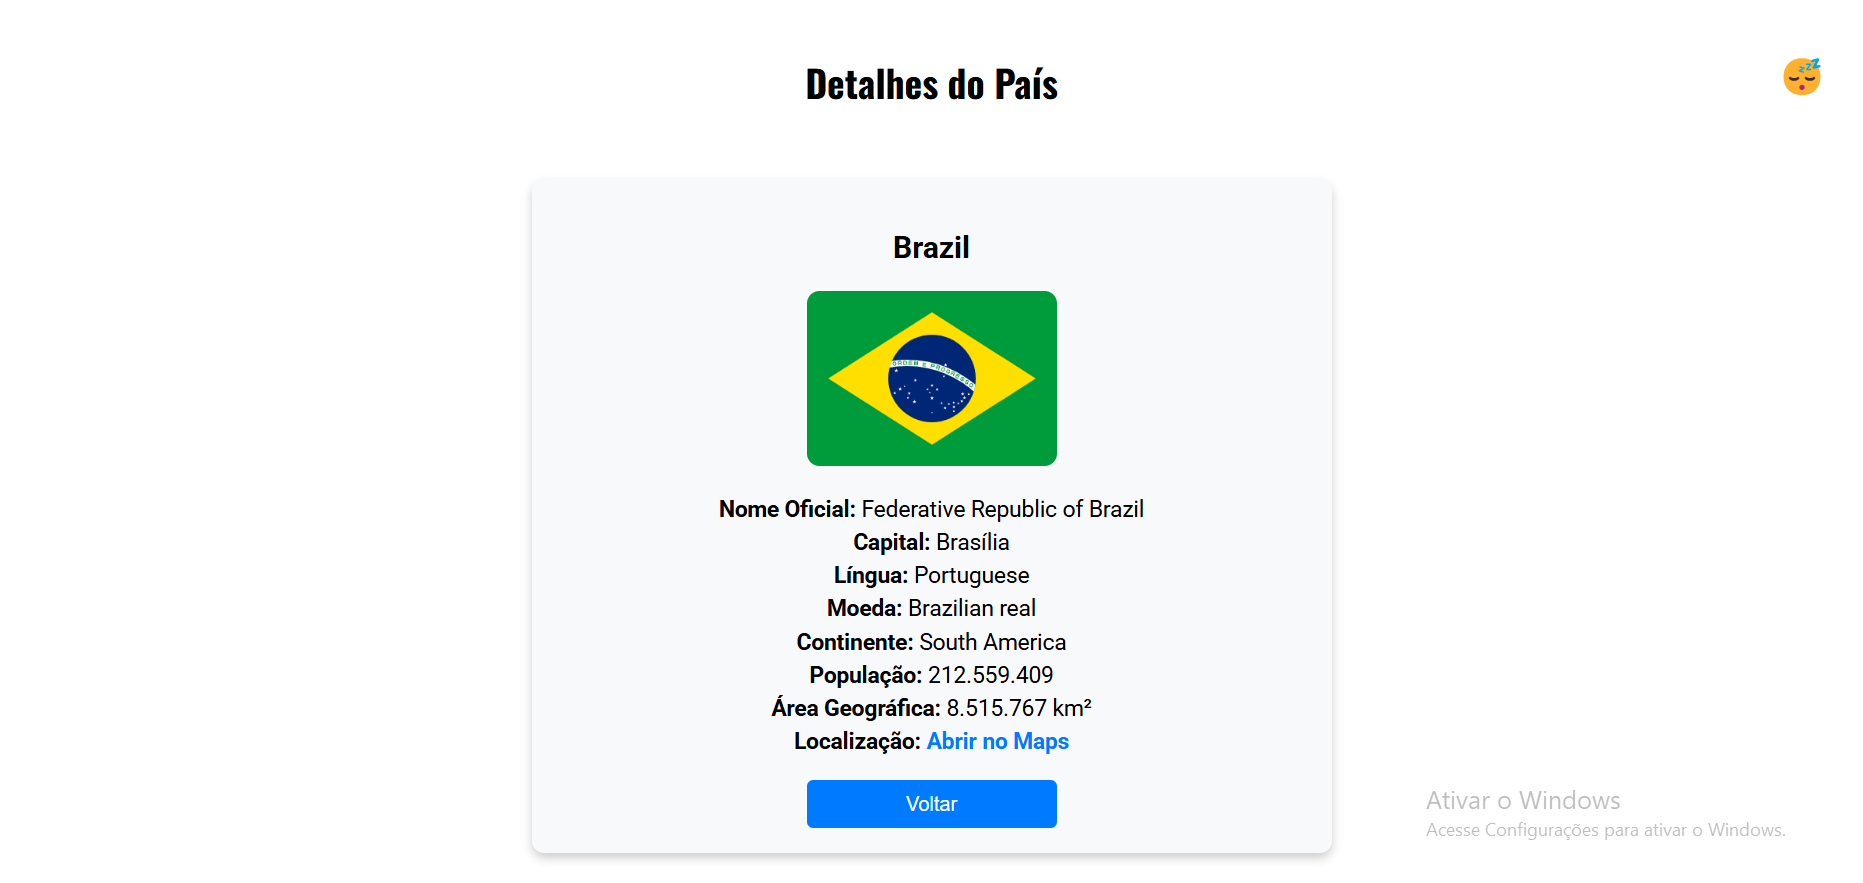 Detalhes do País
Brazil
ORDEM E PROGRESSO
Nome Oficial: Federative Republic of Brazil
Capital: Brasília
Língua: Portuguese
Moeda: Brazilian real
Continente: South America
População: 212.559.409
Área Geográfica: 8.515.767 km²
Localização: Abrir no Maps
Voltar
Ativar o Windows
Acesse Configurações para ativar o Windows.